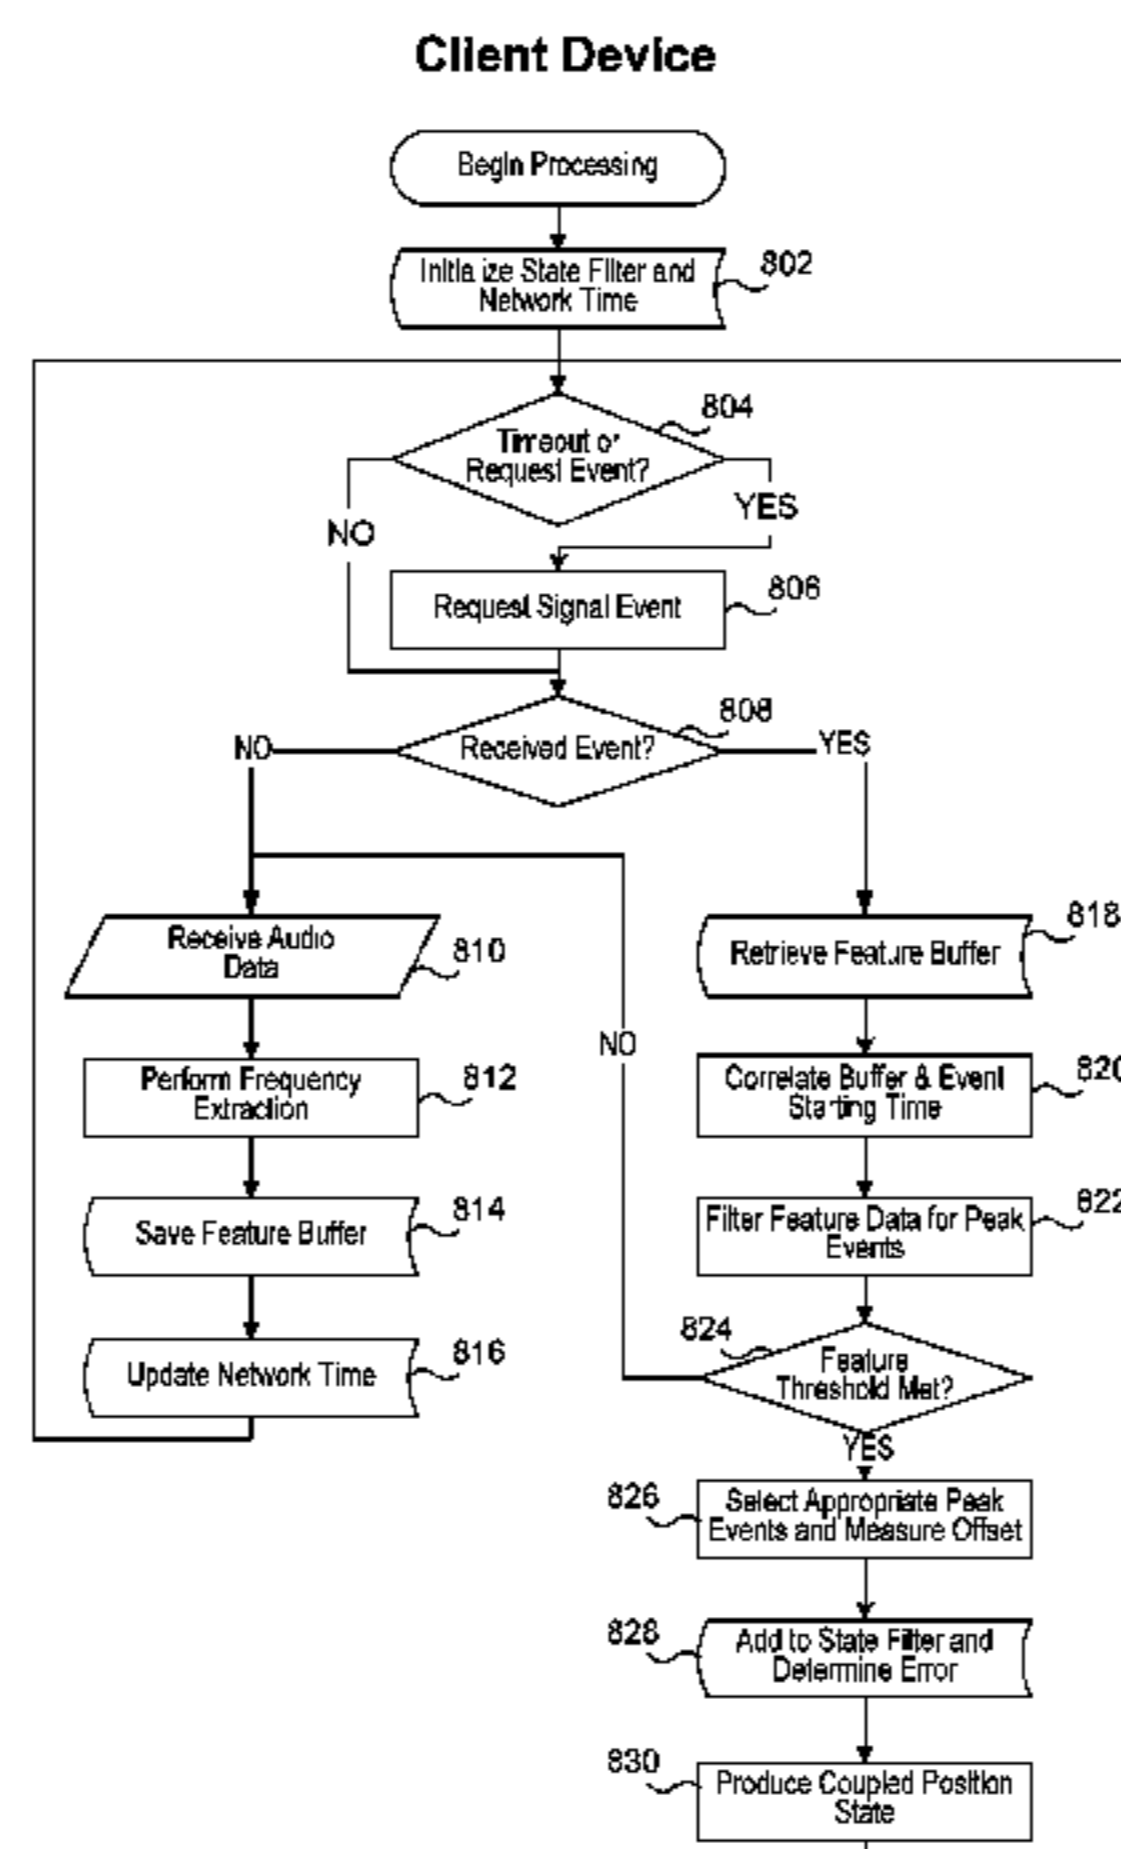 Client Device
Begin Processing
Initia ize State Filter and
Network Time
802
804
Timeout or
Request Event?
NO
YES
Request Signal Event
806
808
Received Event?
NO
YES
Receive Audio
Data
810
818
Retrieve Feature Buffer
NO
Perform Frequency
Extraction
812
Correlate Buffer & Event
Starting Time
820
Save Feature Buffer
814
Filter Feature Data for Peak
Events
822
Update Network Time
816
824
Feature
Threshold Met?
YES
826
Select Appropriate Peak
Events and Measure Offset
828
Add to State Filter and
Determine Error
830
Produce Coupled Position
State